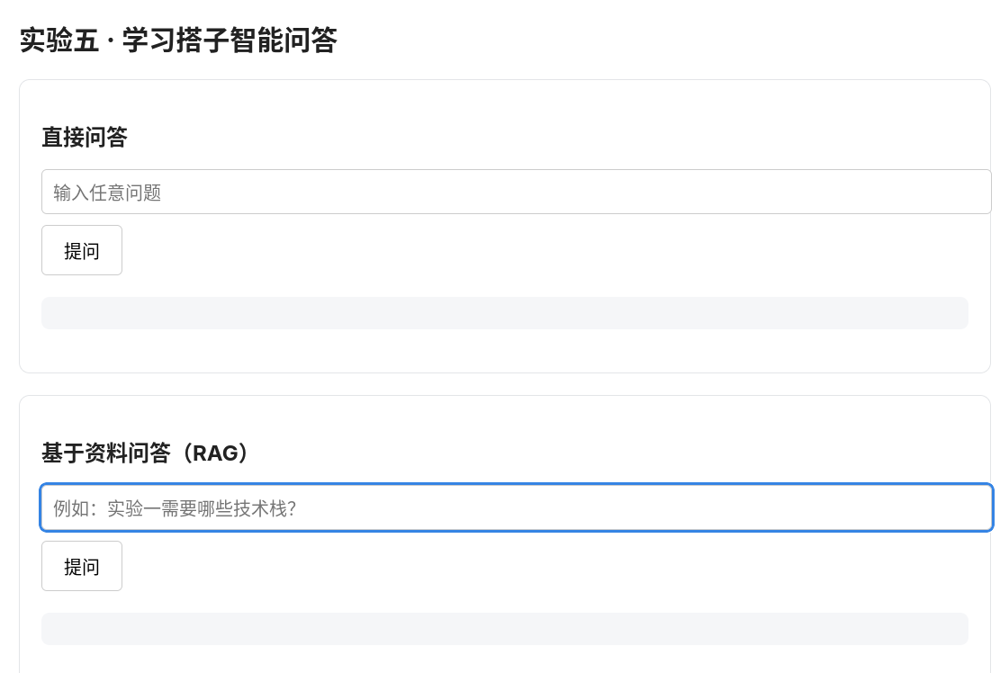 实验五 · 学习搭子智能问答
直接问答
输入任意问题
提问
基于资料问答（RAG）
例如：实验一需要哪些技术栈？
提问